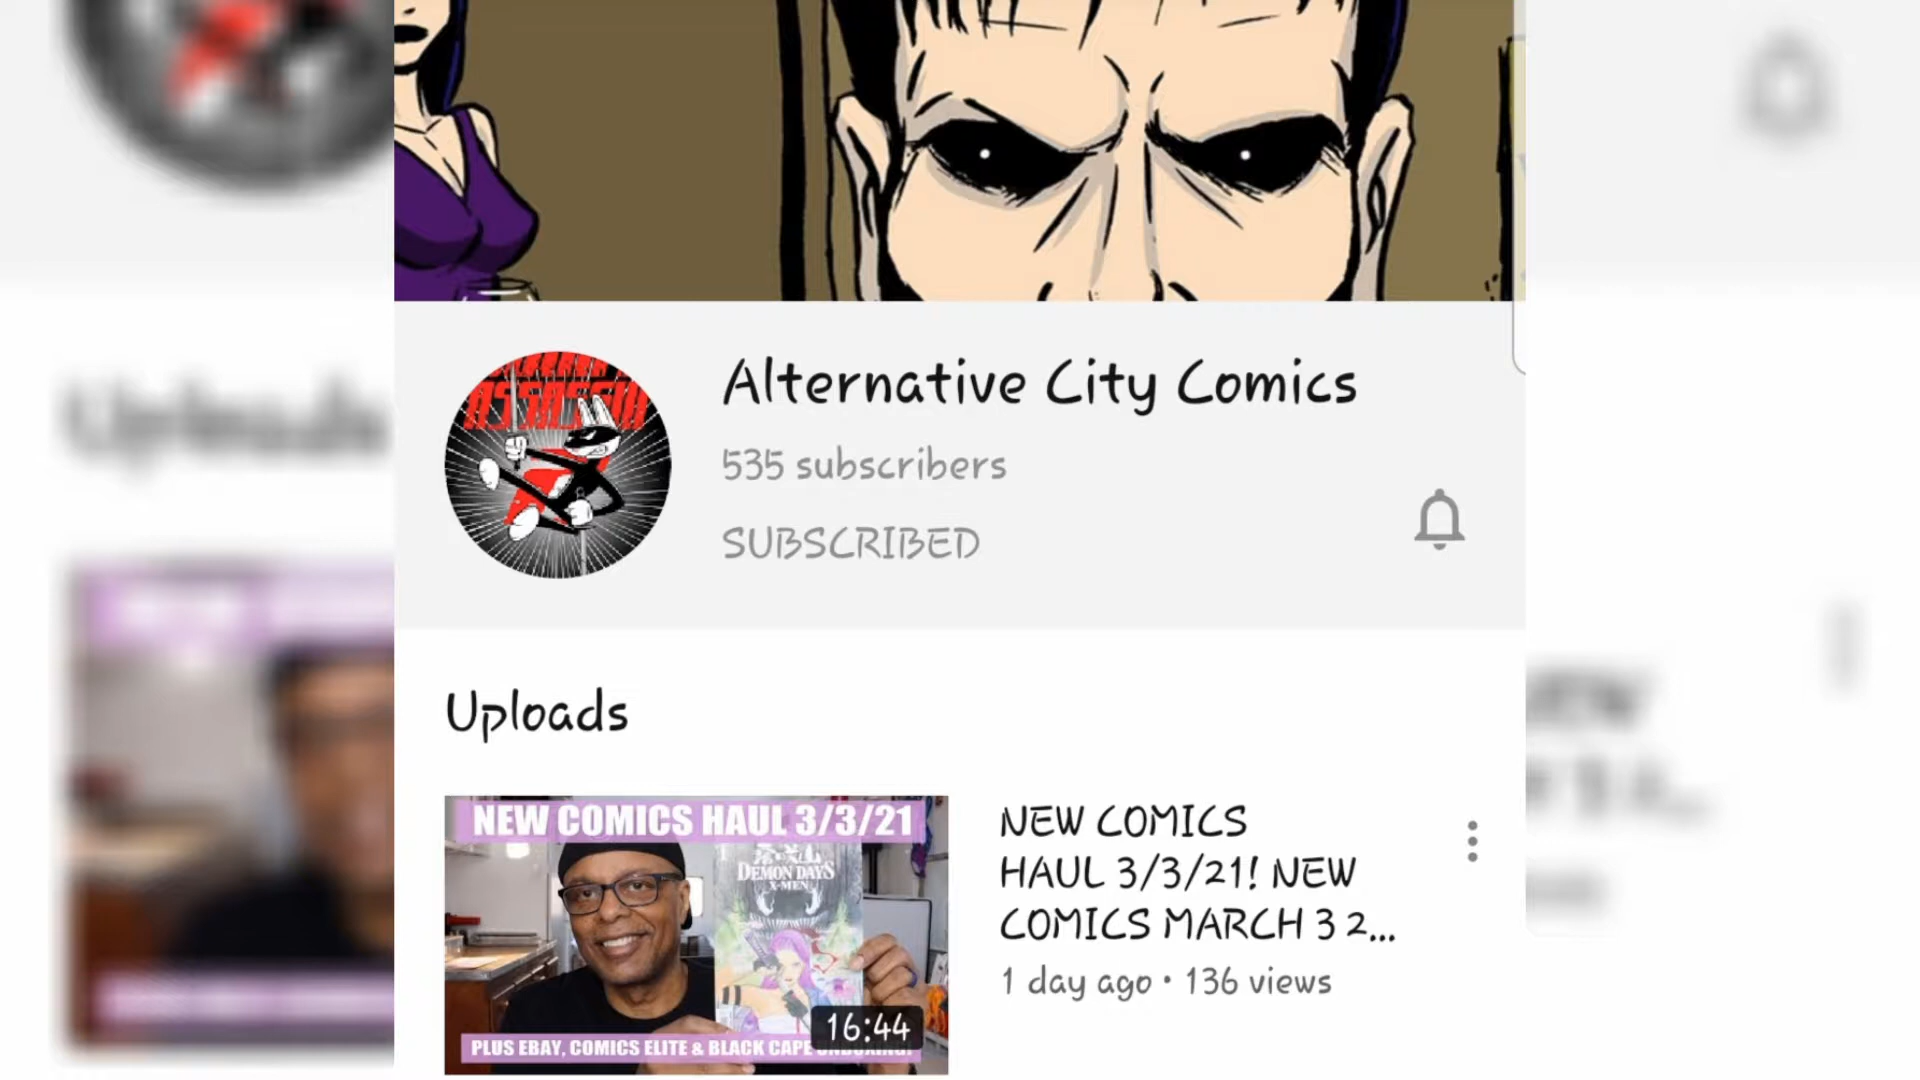 ASSASSIN
Alternative City Comics
535 subscribers
SUBSCRIBED
Uploads
NEW COMICS HAUL 3/3/21
DEMON DAYS
X-MEN
16:44
PLUS EBAY, COMICS ELITE & BLACK CAPE
NEW COMICS
HAUL 3/3/21! NEW
COMICS MARCH 3 2...
1 day ago • 136 views